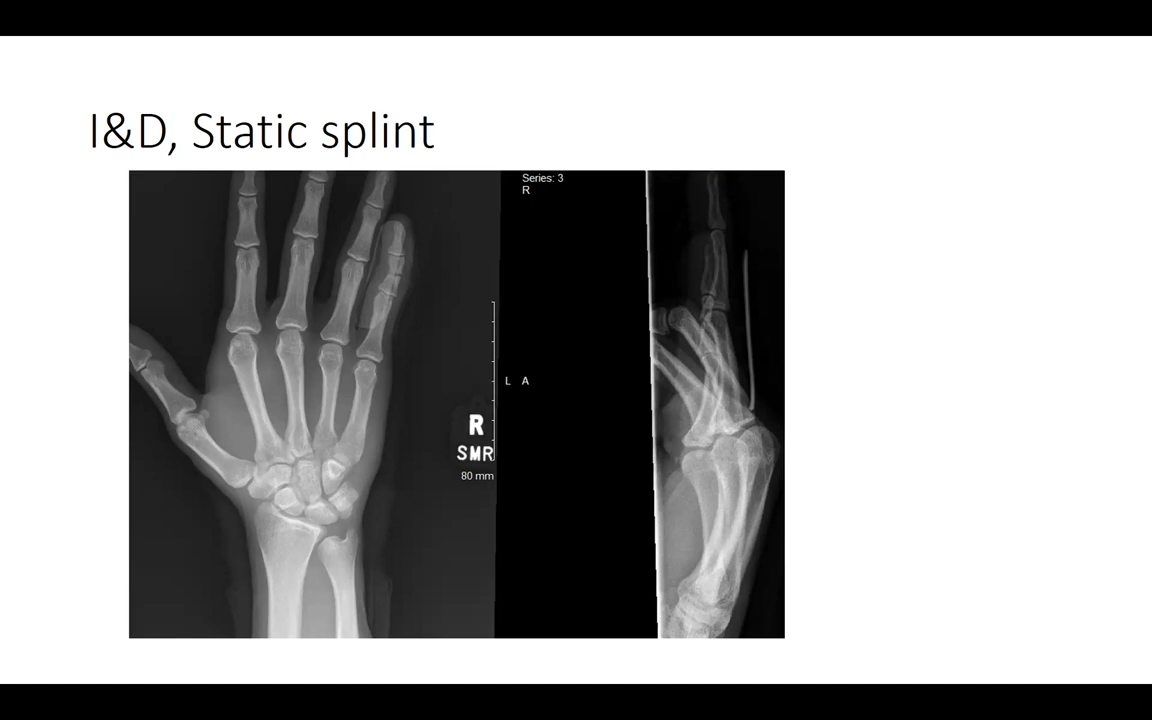 I&D, Static splint
Series: 3
R
L A
R
SMR
80 mm